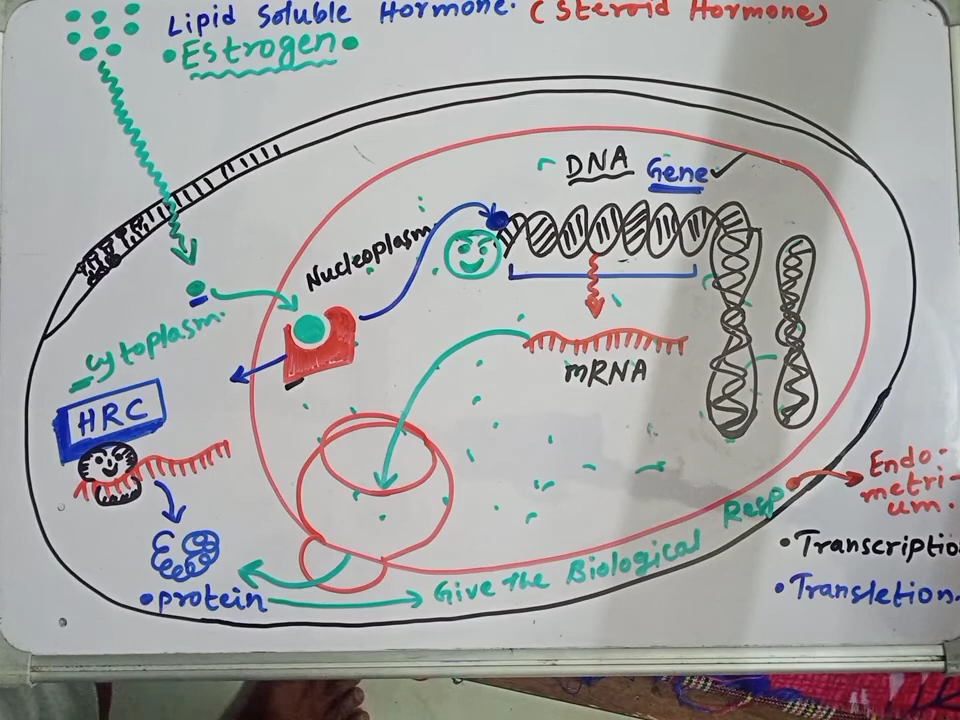 Lipid Soluble Hormone. (Steroid Hormone)
•Estrogen•
DNA Gene
Nucleoplasm
Cytoplasm.
mRNA
HRC
Endo-
metri-
um.
Give The Biological Resp
•Transcriptio
•protein
•Transletion.